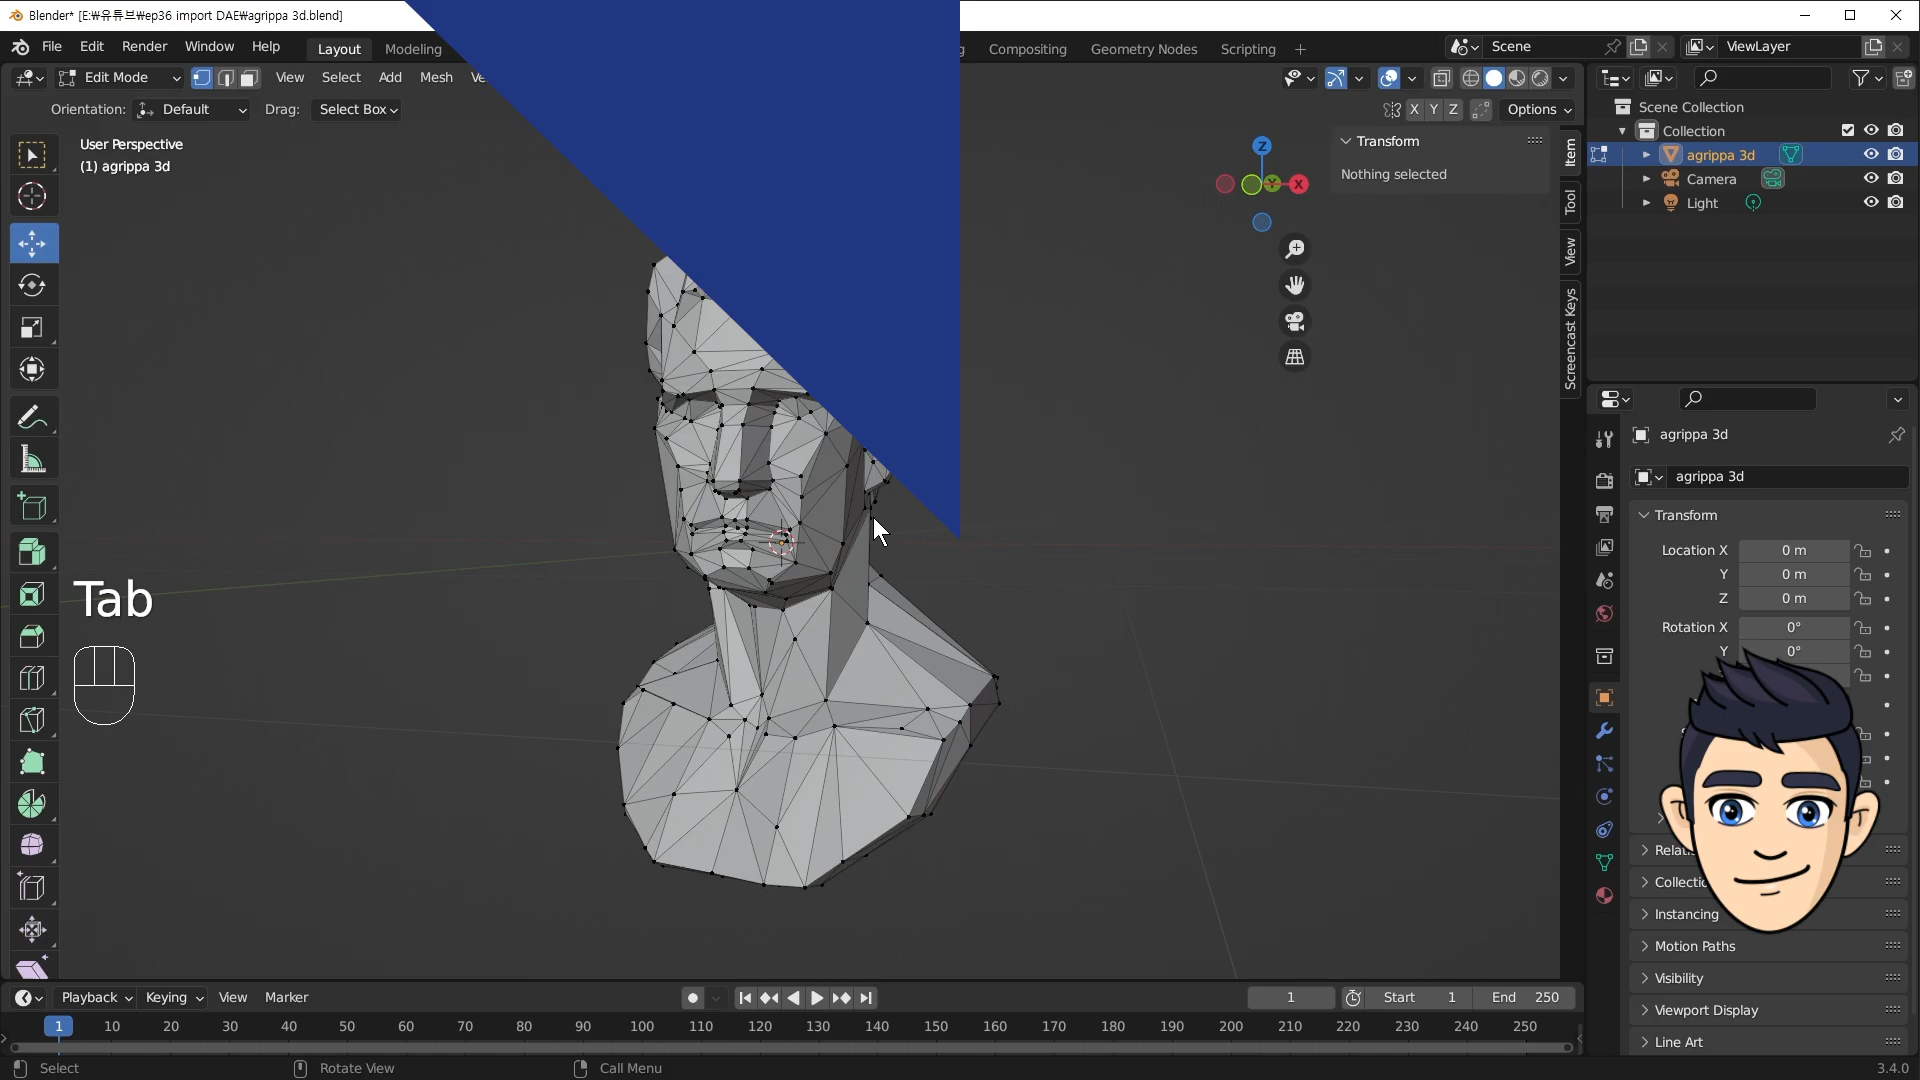 Blender* [E:₩유튜브₩ep36 import DAE₩agrippa 3d.blend]
File Edit Render Window Help Layout Modeling Compositing Geometry Nodes Scripting + Scene ViewLayer
Edit Mode View Select Add Mesh
Orientation: Default Drag: Select Box X Y Z Options
User Perspective
(1) agrippa 3d
Z
X
Transform
Nothing selected
Item
Tool
View
Screencast Keys
Scene Collection
Collection
agrippa 3d
Camera
Light
agrippa 3d
agrippa 3d
Transform
Location X 0 m
Y 0 m
Z 0 m
Rotation X 0°
Y 0°
Instancing
Motion Paths
Visibility
Viewport Display
Line Art
Tab
Playback Keying View Marker 1 Start 1 End 250
1 10 20 30 40 50 60 70 80 90 100 110 120 130 140 150 160 170 180 190 200 210 220 230 240 250
Select Rotate View Call Menu 3.4.0